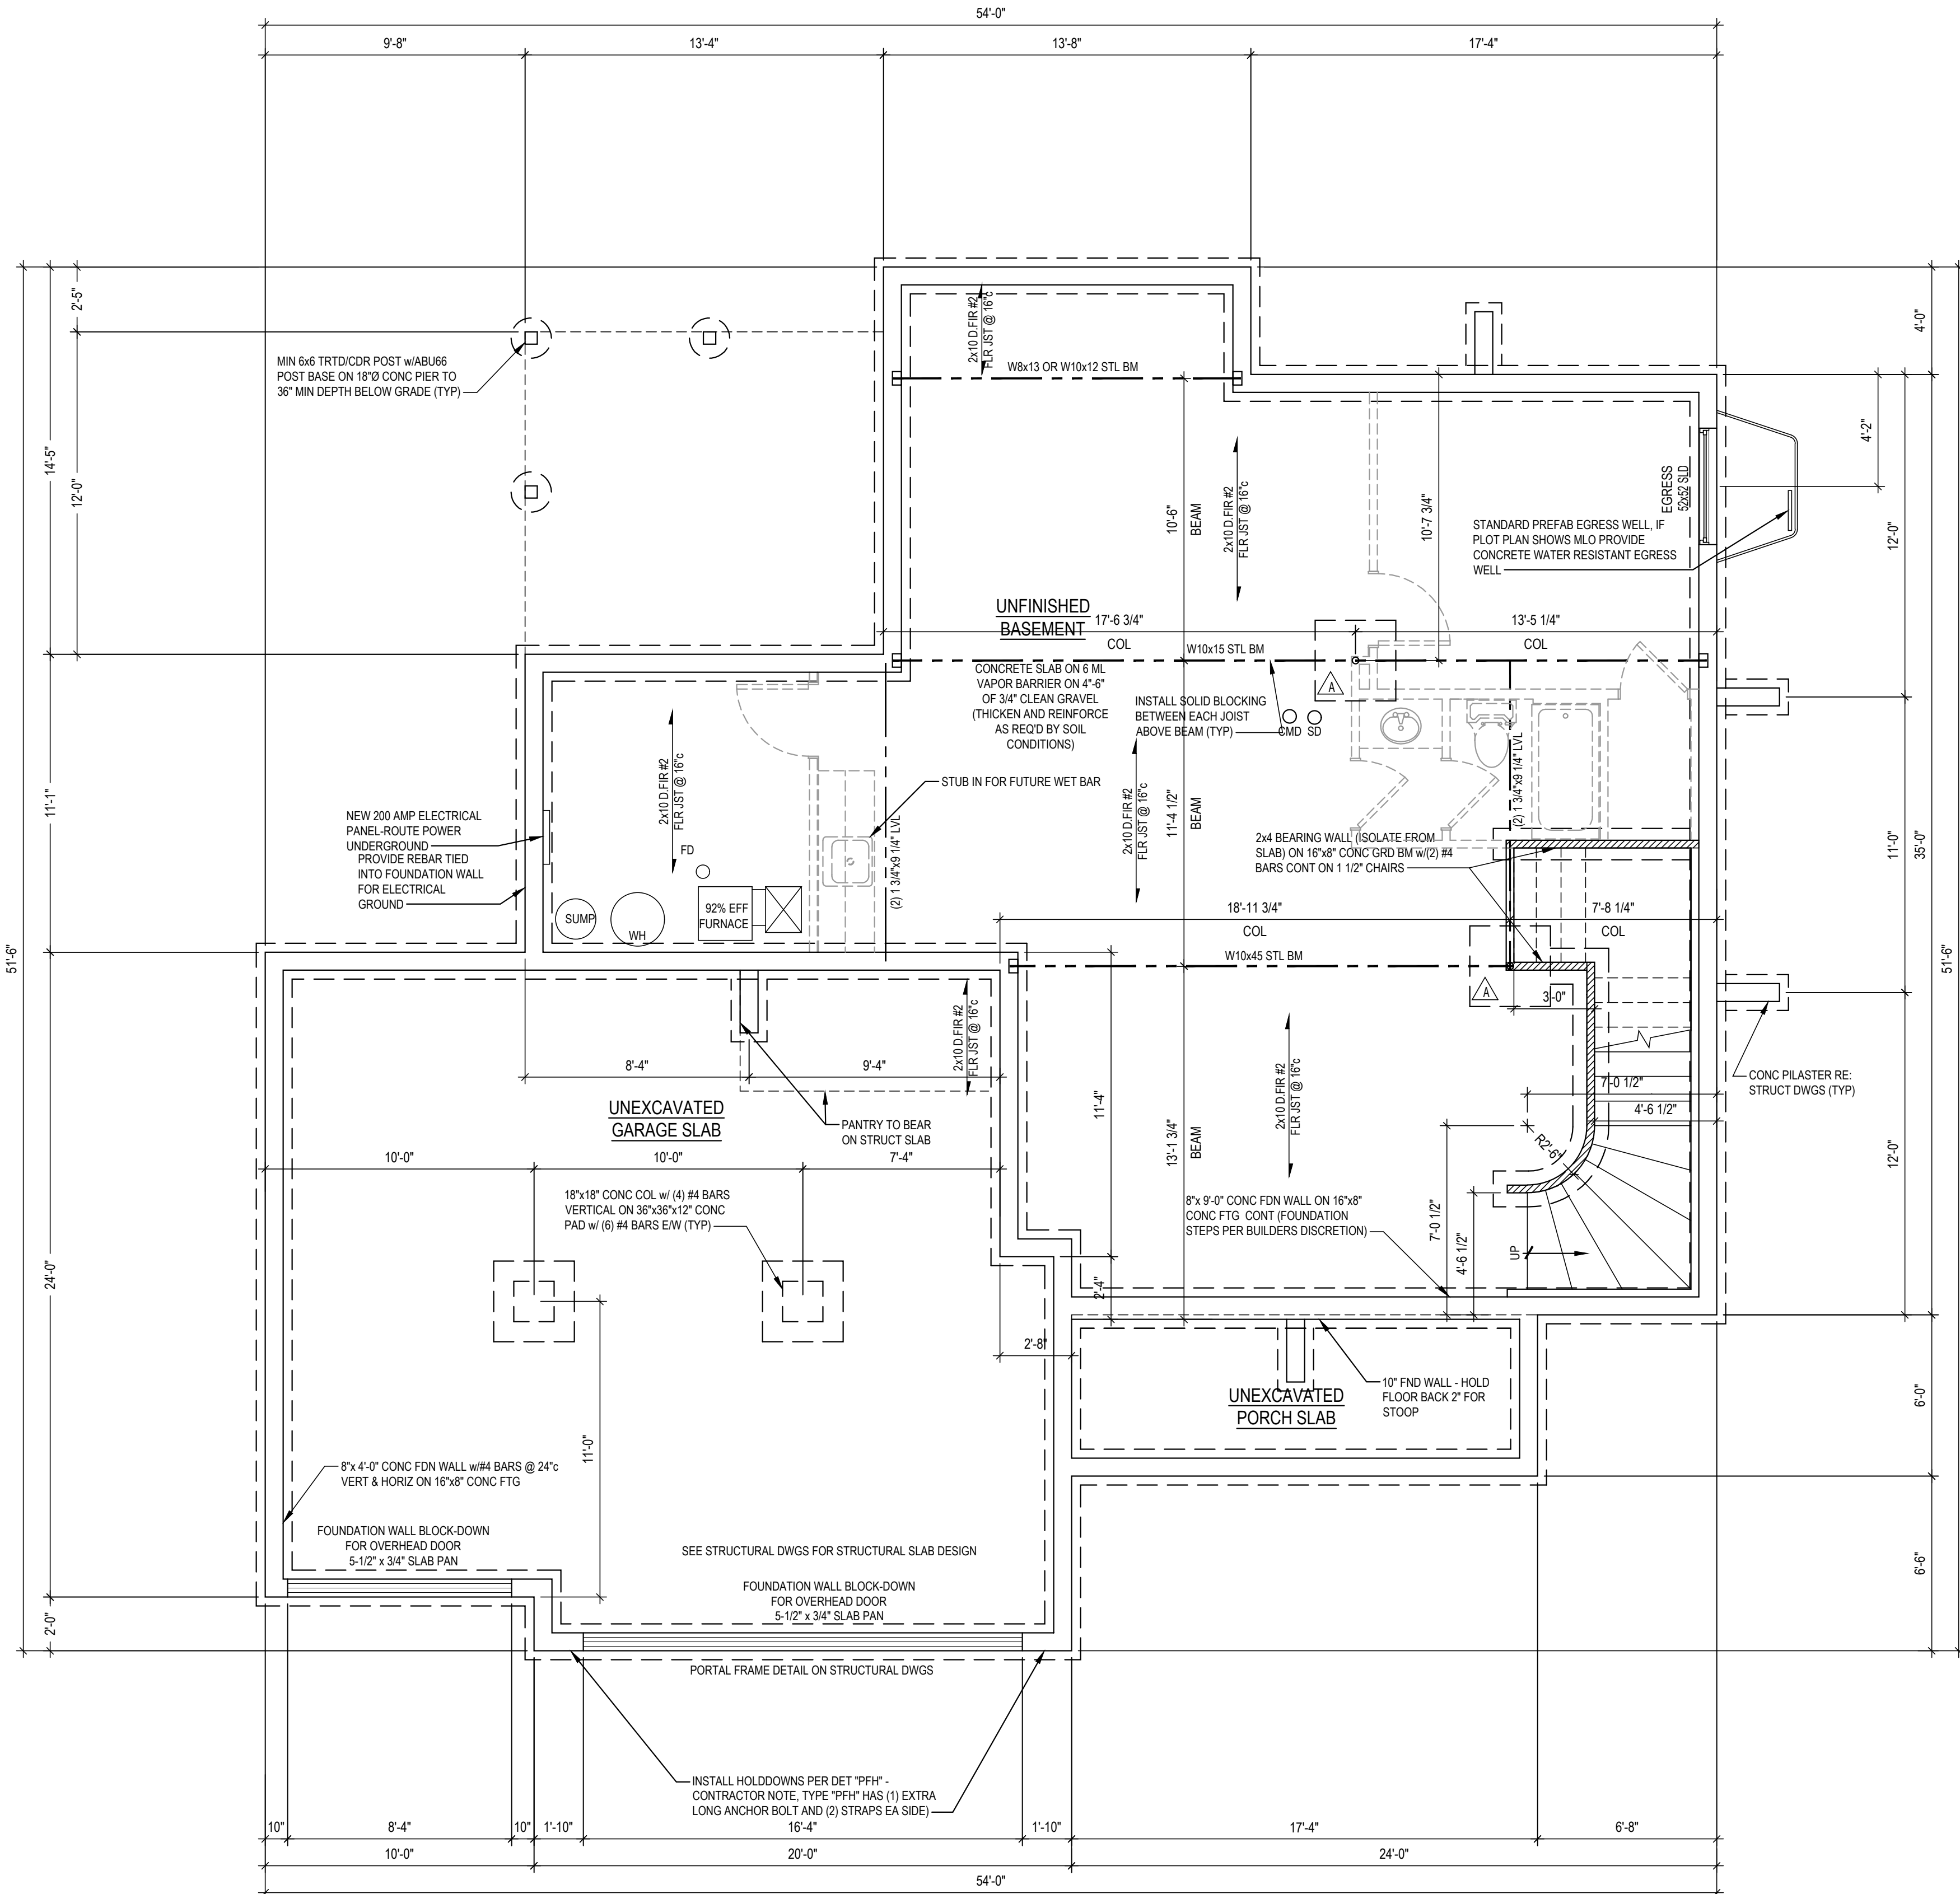 54'-0"
9'-8"
13'-4"
13'-8"
17'-4"
2'-5"
4'-0"
MIN 6x6 TRTD/CDR POST w/ABU66
POST BASE ON 18"Ø CONC PIER TO
36" MIN DEPTH BELOW GRADE (TYP)
2x10 D.FIR #2
FLR JST @ 16"c
W8x13 OR W10x12 STL BM
4'-2"
14'-5"
12'-0"
10'-6"
BEAM
2x10 D.FIR #2
FLR JST @ 16"c
10'-7 3/4"
EGRESS
52x52 SLD
STANDARD PREFAB EGRESS WELL, IF
PLOT PLAN SHOWS MLO PROVIDE
CONCRETE WATER RESISTANT EGRESS
WELL
12'-0"
UNFINISHED
BASEMENT
17'-6 3/4"
COL
13'-5 1/4"
COL
W10x15 STL BM
CONCRETE SLAB ON 6 ML
VAPOR BARRIER ON 4"-6"
OF 3/4" CLEAN GRAVEL
(THICKEN AND REINFORCE
AS REQ'D BY SOIL
CONDITIONS)
INSTALL SOLID BLOCKING
BETWEEN EACH JOIST
ABOVE BEAM (TYP)
A
CMD SD
2x10 D.FIR #2
FLR JST @ 16"c
STUB IN FOR FUTURE WET BAR
(2) 1 3/4"x9 1/4" LVL
2x10 D.FIR #2
FLR JST @ 16"c
11'-4 1/2"
BEAM
(2) 1 3/4"x9 1/4" LVL
11'-1"
NEW 200 AMP ELECTRICAL
PANEL-ROUTE POWER
UNDERGROUND
PROVIDE REBAR TIED
INTO FOUNDATION WALL
FOR ELECTRICAL
GROUND
FD
SUMP
WH
92% EFF
FURNACE
2x4 BEARING WALL (ISOLATE FROM
SLAB) ON 16"x8" CONC GRD BM w/(2) #4
BARS CONT ON 1 1/2" CHAIRS
11'-0"
35'-0"
18'-11 3/4"
COL
7'-8 1/4"
COL
51'-6"
51'-6"
W10x45 STL BM
A
3'-0"
2x10 D.FIR #2
FLR JST @ 16"c
8'-4"
9'-4"
2x10 D.FIR #2
FLR JST @ 16"c
CONC PILASTER RE:
STRUCT DWGS (TYP)
7'-0 1/2"
4'-6 1/2"
UNEXCAVATED
GARAGE SLAB
PANTRY TO BEAR
ON STRUCT SLAB
11'-4"
13'-1 3/4"
BEAM
R2'-6"
12'-0"
10'-0"
10'-0"
7'-4"
18"x18" CONC COL w/ (4) #4 BARS
VERTICAL ON 36"x36"x12" CONC
PAD w/ (6) #4 BARS E/W (TYP)
8"x 9'-0" CONC FDN WALL ON 16"x8"
CONC FTG CONT (FOUNDATION
STEPS PER BUILDERS DISCRETION)
7'-0 1/2"
4'-6 1/2"
UP
24'-0"
2'-4"
2'-8"
10" FND WALL - HOLD
FLOOR BACK 2" FOR
STOOP
UNEXCAVATED
PORCH SLAB
6'-0"
11'-0"
8"x 4'-0" CONC FDN WALL w/#4 BARS @ 24"c
VERT & HORIZ ON 16"x8" CONC FTG
FOUNDATION WALL BLOCK-DOWN
FOR OVERHEAD DOOR
5-1/2" x 3/4" SLAB PAN
SEE STRUCTURAL DWGS FOR STRUCTURAL SLAB DESIGN
FOUNDATION WALL BLOCK-DOWN
FOR OVERHEAD DOOR
5-1/2" x 3/4" SLAB PAN
6'-6"
2'-0"
PORTAL FRAME DETAIL ON STRUCTURAL DWGS
INSTALL HOLDDOWNS PER DET "PFH" -
CONTRACTOR NOTE, TYPE "PFH" HAS (1) EXTRA
LONG ANCHOR BOLT AND (2) STRAPS EA SIDE)
10"
8'-4"
10"
1'-10"
16'-4"
1'-10"
17'-4"
6'-8"
10'-0"
20'-0"
24'-0"
54'-0"